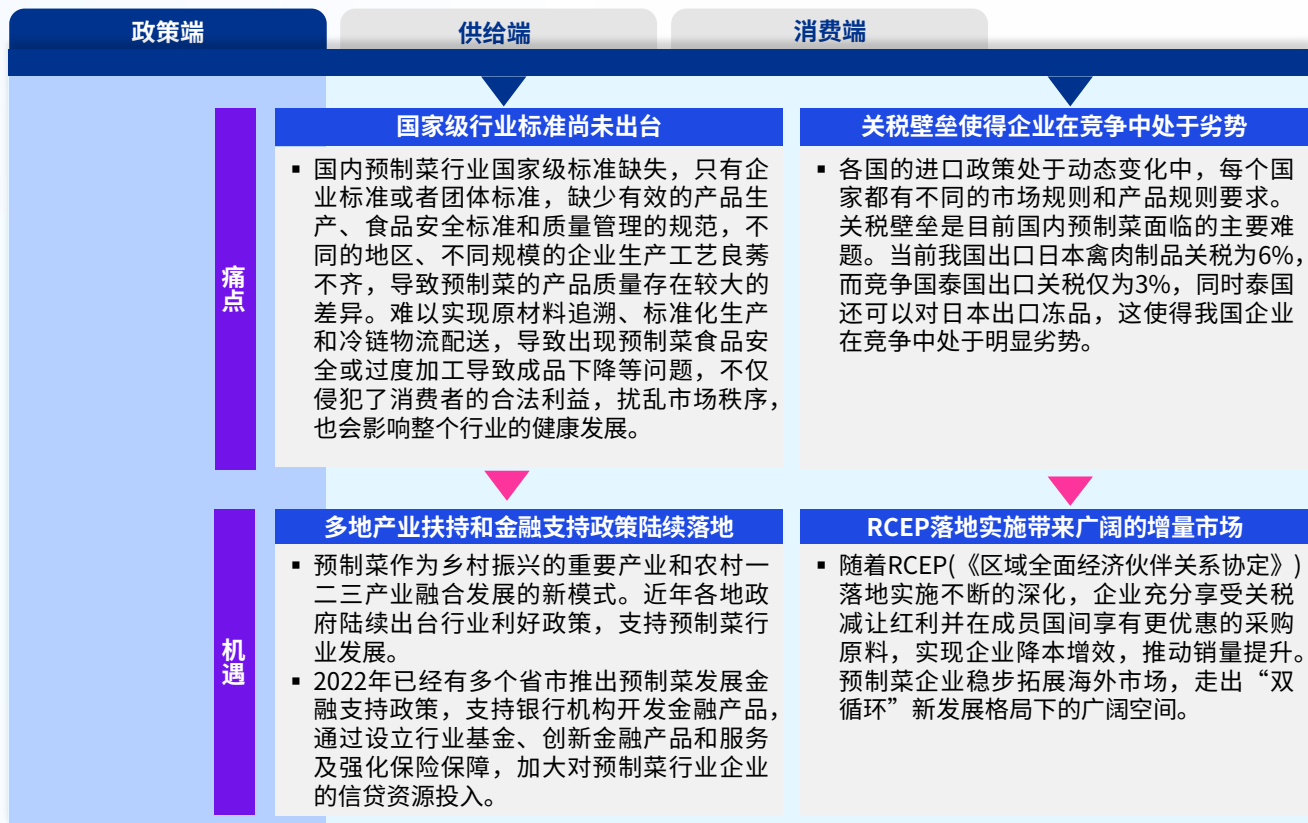 政策端
供给端
消费端
痛点
国家级行业标准尚未出台
▪ 国内预制菜行业国家级标准缺失，只有企
业标准或者团体标准，缺少有效的产品生
产、食品安全标准和质量管理的规范，不
同的地区、不同规模的企业生产工艺良莠
不齐，导致预制菜的产品质量存在较大的
差异。难以实现原材料追溯、标准化生产
和冷链物流配送，导致出现预制菜食品安
全或过度加工导致成品下降等问题，不仅
侵犯了消费者的合法利益，扰乱市场秩序，
也会影响整个行业的健康发展。
关税壁垒使得企业在竞争中处于劣势
▪ 各国的进口政策处于动态变化中，每个国
家都有不同的市场规则和产品规则要求。
关税壁垒是目前国内预制菜面临的主要难
题。当前我国出口日本禽肉制品关税为6%，
而竞争国泰国出口关税仅为3%，同时泰国
还可以对日本出口冻品，这使得我国企业
在竞争中处于明显劣势。
机遇
多地产业扶持和金融支持政策陆续落地
▪ 预制菜作为乡村振兴的重要产业和农村一
二三产业融合发展的新模式。近年各地政
府陆续出台行业利好政策，支持预制菜行
业发展。
▪ 2022年已经有多个省市推出预制菜发展金
融支持政策，支持银行机构开发金融产品，
通过设立行业基金、创新金融产品和服务
及强化保险保障，加大对预制菜行业企业
的信贷资源投入。
RCEP落地实施带来广阔的增量市场
▪ 随着RCEP(《区域全面经济伙伴关系协定》)
落地实施不断的深化，企业充分享受关税
减让红利并在成员国间享有更优惠的采购
原料，实现企业降本增效，推动销量提升。
预制菜企业稳步拓展海外市场，走出“双
循环”新发展格局下的广阔空间。